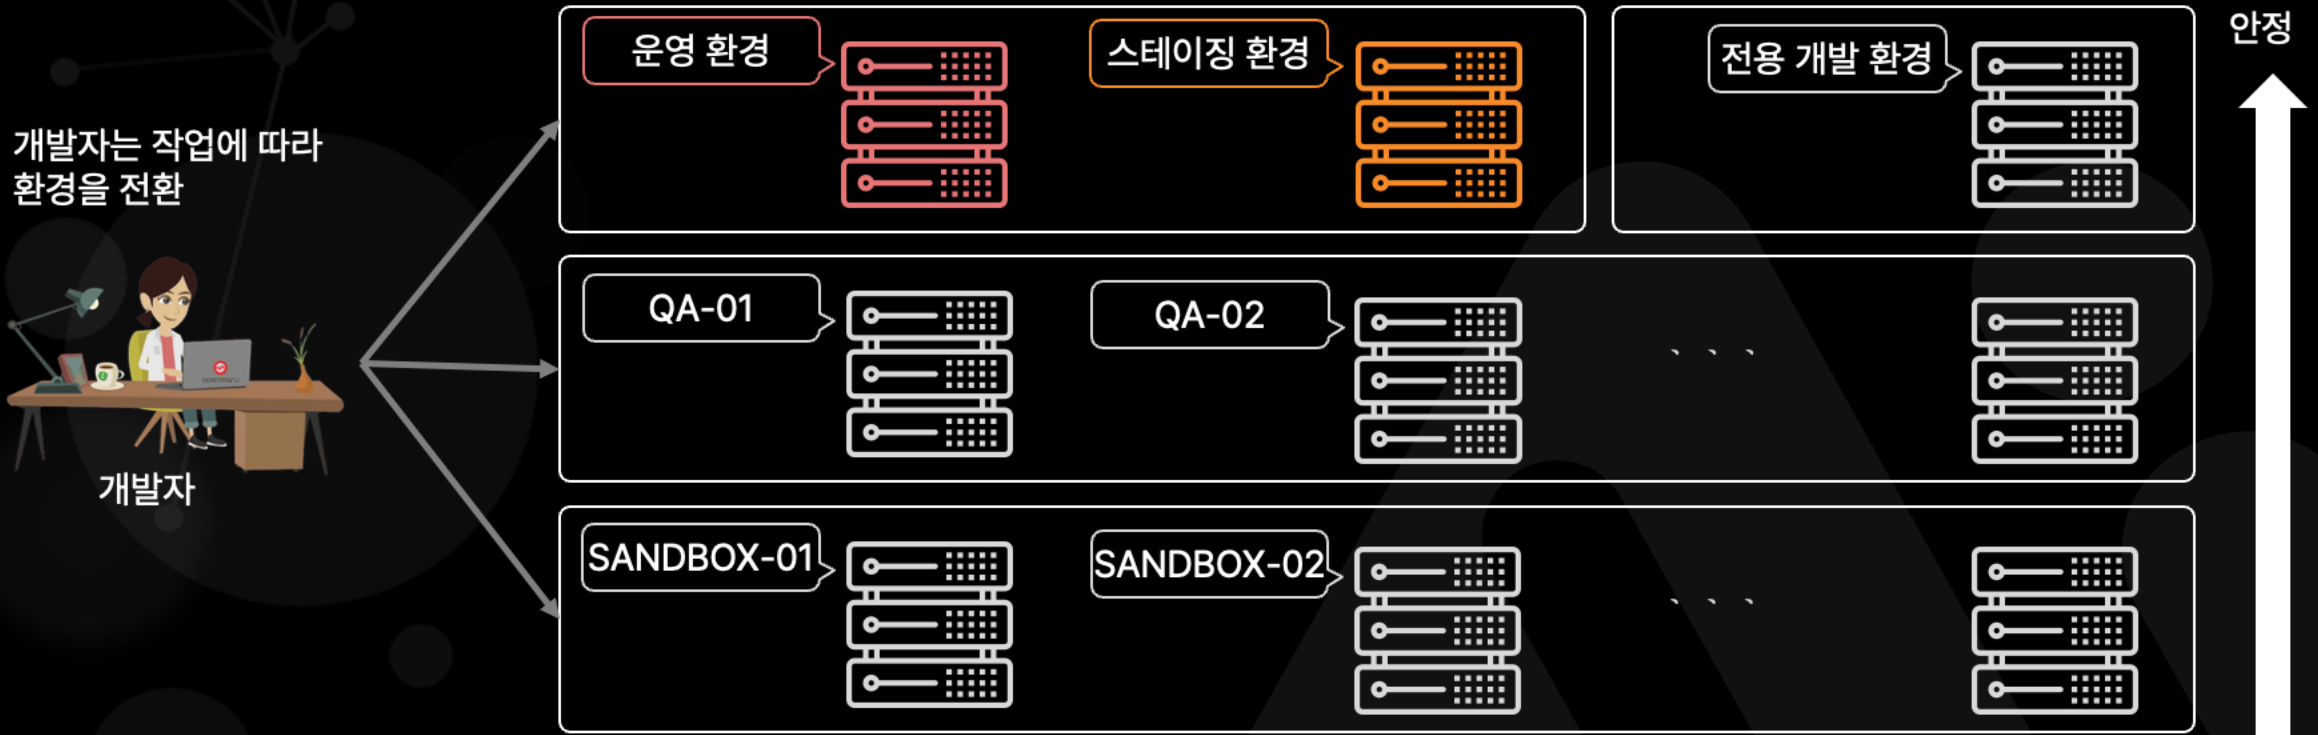 운영 환경
스테이징 환경
전용 개발 환경
안정
개발자는 작업에 따라
환경을 전환
QA-01
QA-02
、、、
개발자
SANDBOX-01
SANDBOX-02
、、、